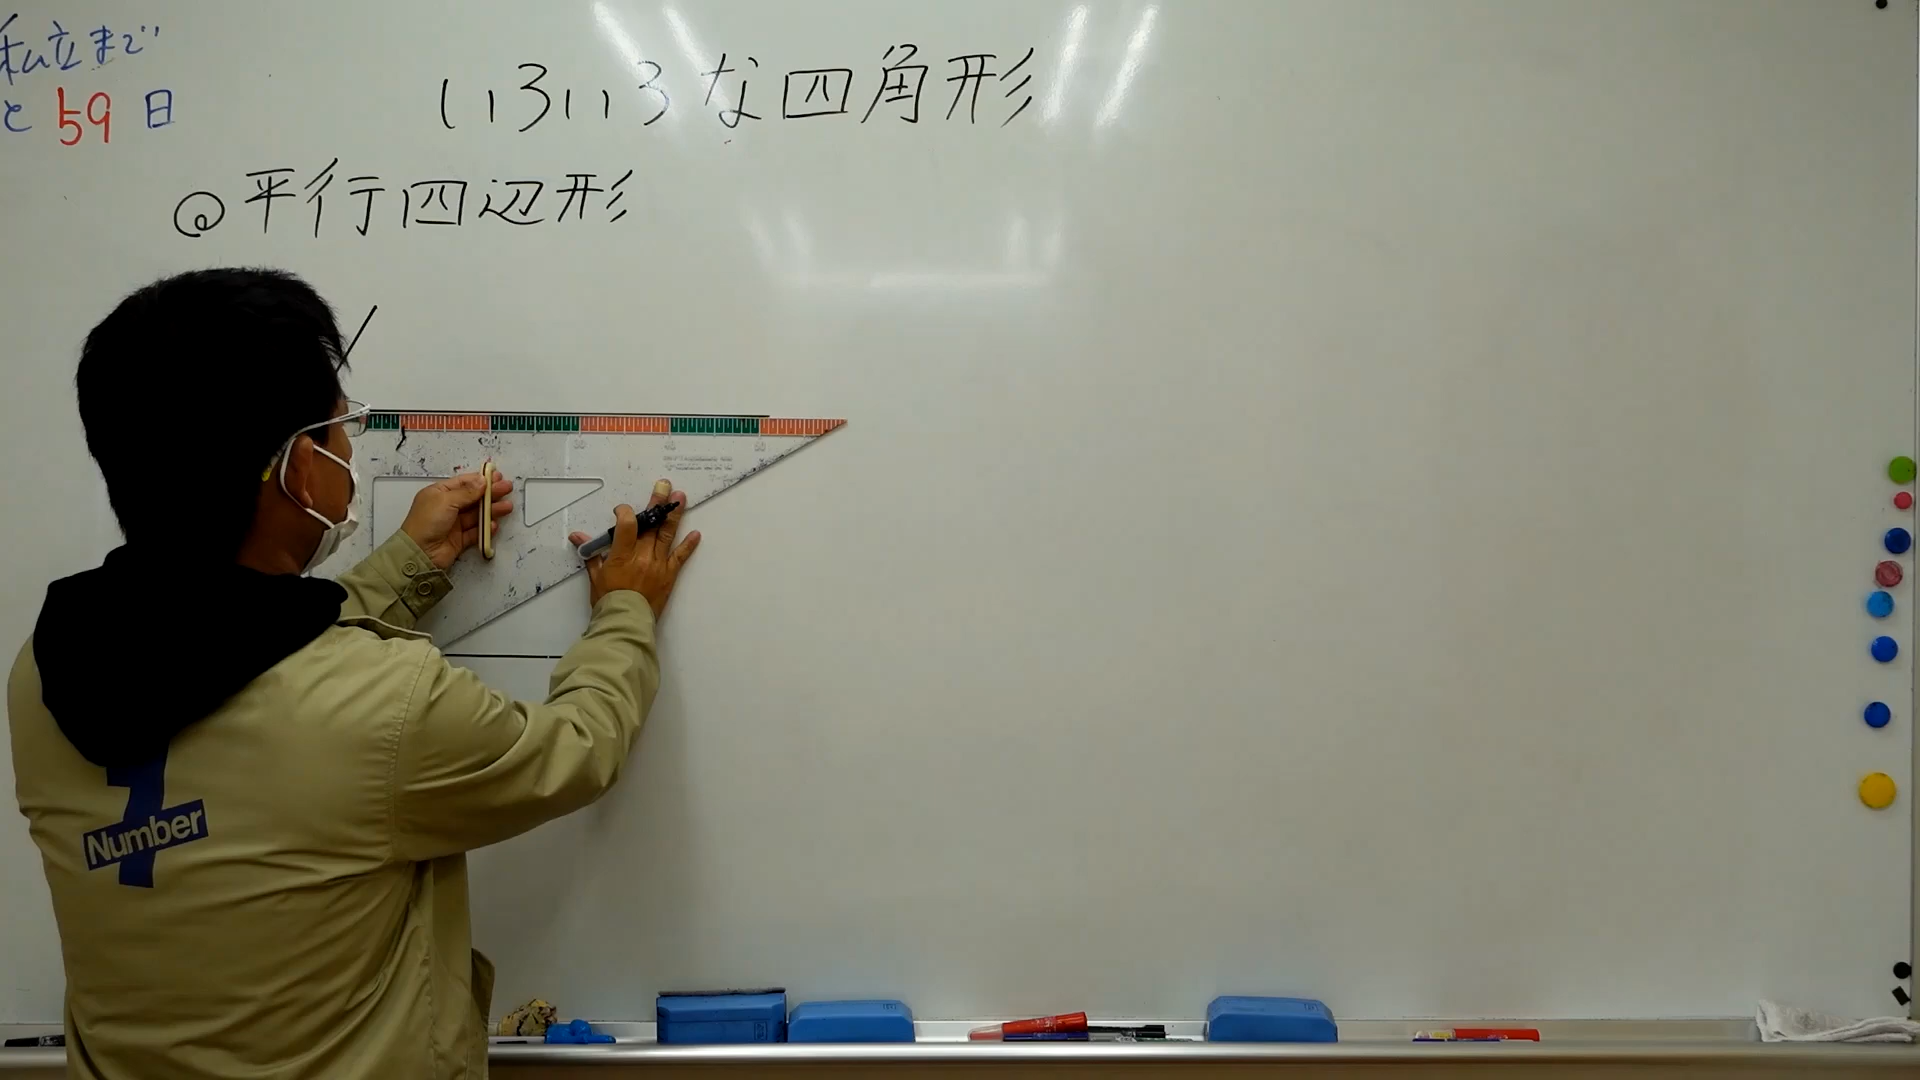 私立まで
と59日
いろいろな四角形
◎平行四辺形
Number